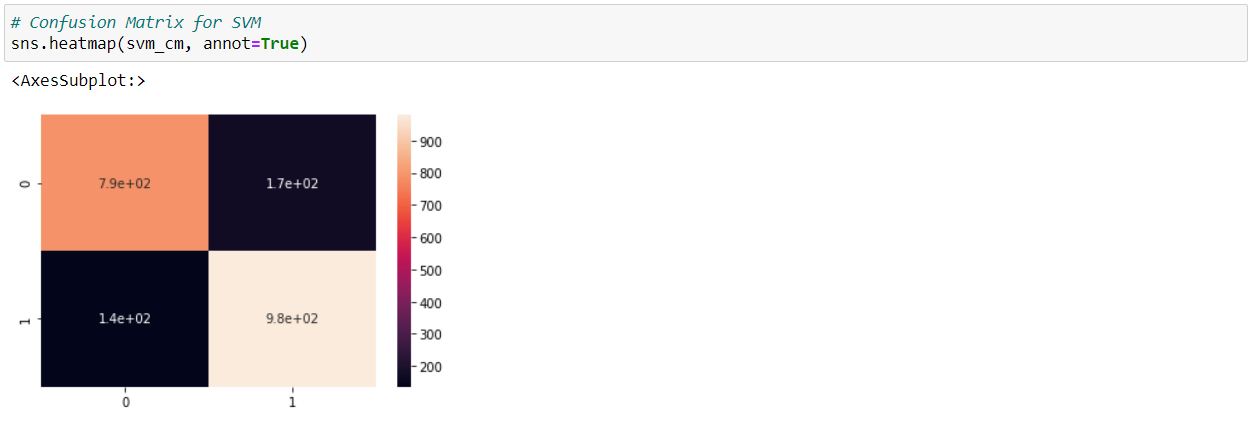 # Confusion Matrix for SVM
sns.heatmap(svm_cm, annot=True)
<AxesSubplot:>
900
0
7.9e+02
1.7e+02
800
700
600
500
1
1.4e+02
9.8e+02
400
300
200
0
1